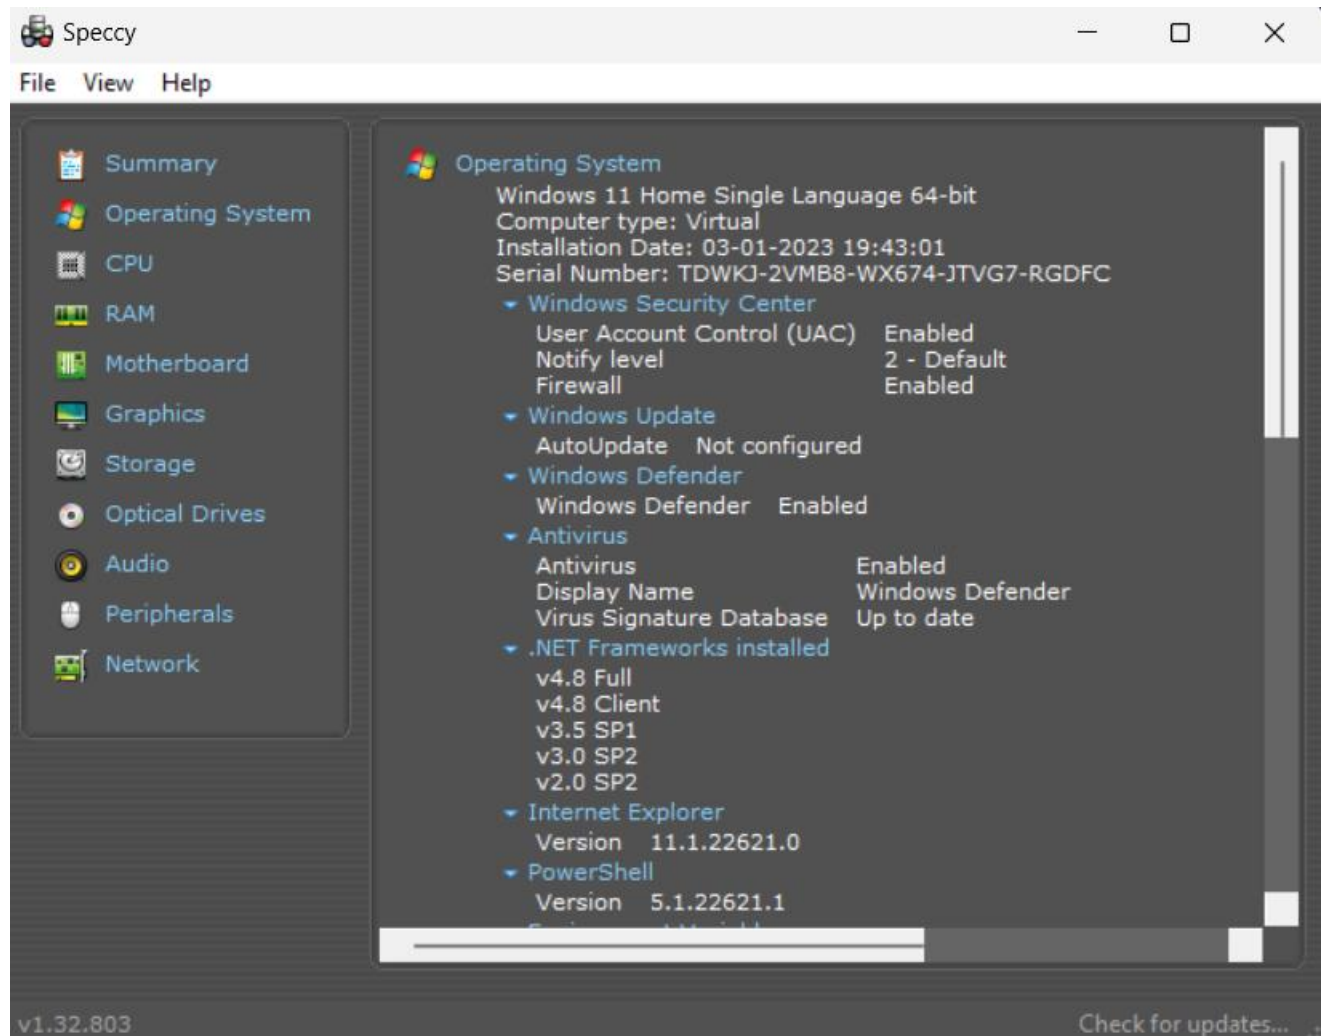 Speccy
File View Help
Summary
Operating System
CPU
RAM
Motherboard
Graphics
Storage
Optical Drives
Audio
Peripherals
Network
Operating System
Windows 11 Home Single Language 64-bit
Computer type: Virtual
Installation Date: 03-01-2023 19:43:01
Serial Number: TDWKJ-2VMB8-WX674-JTVG7-RGDFC
Windows Security Center
User Account Control (UAC) Enabled
Notify level 2 - Default
Firewall Enabled
Windows Update
AutoUpdate Not configured
Windows Defender
Windows Defender Enabled
Antivirus
Antivirus Enabled
Display Name Windows Defender
Virus Signature Database Up to date
.NET Frameworks installed
v4.8 Full
v4.8 Client
v3.5 SP1
v3.0 SP2
v2.0 SP2
Internet Explorer
Version 11.1.22621.0
PowerShell
Version 5.1.22621.1
v1.32.803
Check for updates...